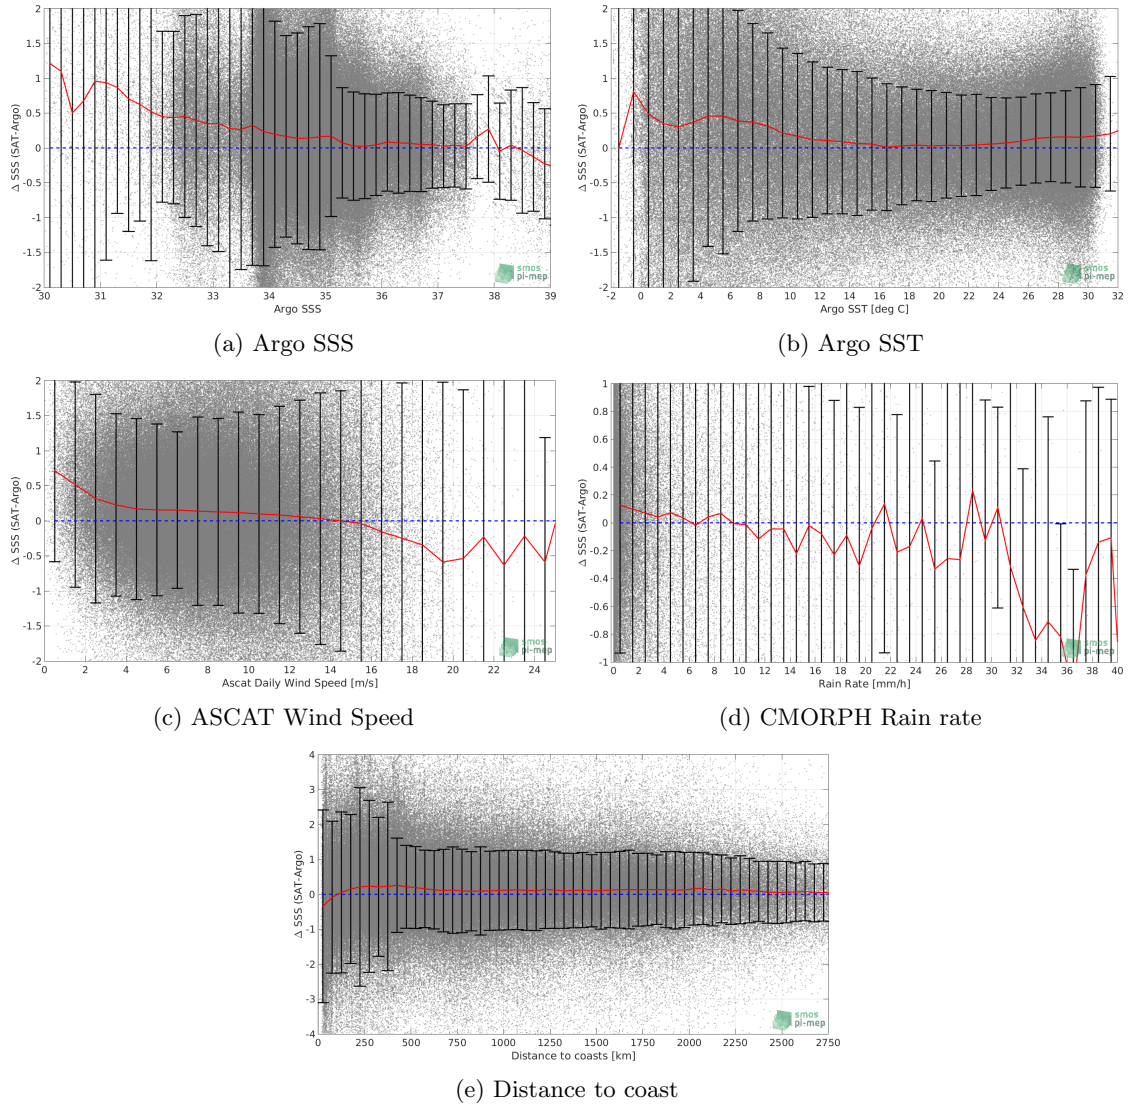 2
1.5
1
0.5
0
-0.5
-1
-1.5
-2
Δ SSS (SAT-Argo)
30 31 32 33 34 35 36 37 38 39
Argo SSS
smos
pi-mep
(a) Argo SSS
2
1.5
1
0.5
0
-0.5
-1
-1.5
-2
Δ SSS (SAT-Argo)
-2 0 2 4 6 8 10 12 14 16 18 20 22 24 26 28 30 32
Argo SST [deg C]
smos
pi-mep
(b) Argo SST
2
1.5
1
0.5
0
-0.5
-1
-1.5
-2
Δ SSS (SAT-Argo)
0 2 4 6 8 10 12 14 16 18 20 22 24
Ascat Daily Wind Speed [m/s]
smos
pi-mep
(c) ASCAT Wind Speed
1
0.8
0.6
0.4
0.2
0
-0.2
-0.4
-0.6
-0.8
-1
Δ SSS (SAT-Argo)
0 2 4 6 8 10 12 14 16 18 20 22 24 26 28 30 32 34 36 38 40
Rain Rate [mm/h]
smos
pi-mep
(d) CMORPH Rain rate
4
3
2
1
0
-1
-2
-3
-4
Δ SSS (SAT-Argo)
0 250 500 750 1000 1250 1500 1750 2000 2250 2500 2750
Distance to coasts [km]
smos
pi-mep
(e) Distance to coast